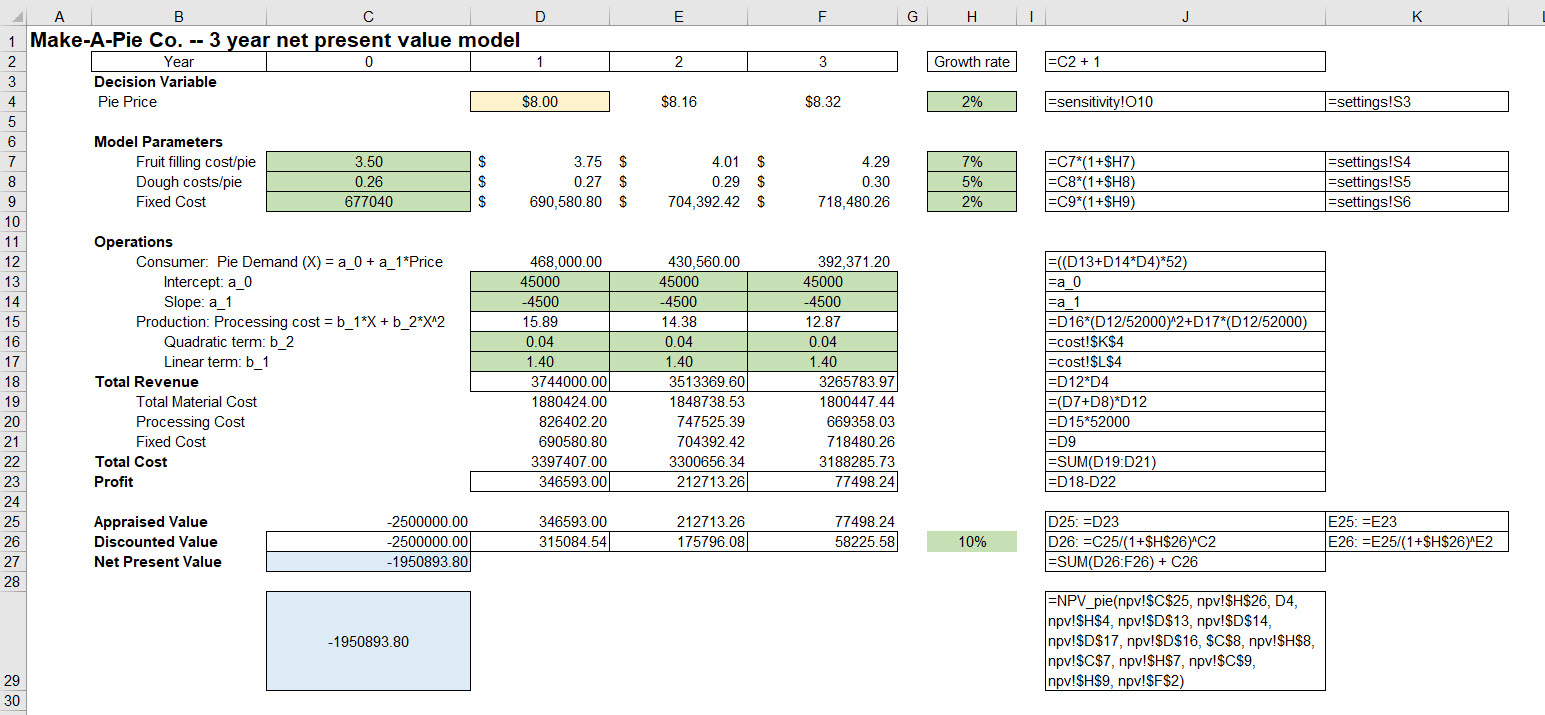 A B C D E F G H I J K L
1 Make-A-Pie Co. -- 3 year net present value model
2 Year 0 1 2 3 Growth rate =C2 + 1
3 Decision Variable
4 Pie Price $8.00 $8.16 $8.32 2% =sensitivity!O10 =settings!S3
5
6 Model Parameters
7 Fruit filling cost/pie 3.50 $ 3.75 $ 4.01 $ 4.29 7% =C7*(1+$H7) =settings!S4
8 Dough costs/pie 0.26 $ 0.27 $ 0.29 $ 0.30 5% =C8*(1+$H8) =settings!S5
9 Fixed Cost 677040 $ 690,580.80 $ 704,392.42 $ 718,480.26 2% =C9*(1+$H9) =settings!S6
10
11 Operations
12 Consumer: Pie Demand (X) = a_0 + a_1*Price 468,000.00 430,560.00 392,371.20 =((D13+D14*D4)*52)
13 Intercept: a_0 45000 45000 45000 =a_0
14 Slope: a_1 -4500 -4500 -4500 =a_1
15 Production: Processing cost = b_1*X + b_2*X^2 15.89 14.38 12.87 =D16*(D12/52000)^2+D17*(D12/52000)
16 Quadratic term: b_2 0.04 0.04 0.04 =cost!$K$4
17 Linear term: b_1 1.40 1.40 1.40 =cost!$L$4
18 Total Revenue 3744000.00 3513369.60 3265783.97 =D12*D4
19 Total Material Cost 1880424.00 1848738.53 1800447.44 =(D7+D8)*D12
20 Processing Cost 826402.20 747525.39 669358.03 =D15*52000
21 Fixed Cost 690580.80 704392.42 718480.26 =D9
22 Total Cost 3397407.00 3300656.34 3188285.73 =SUM(D19:D21)
23 Profit 346593.00 212713.26 77498.24 =D18-D22
24
25 Appraised Value -2500000.00 346593.00 212713.26 77498.24 D25: =D23 E25: =E23
26 Discounted Value -2500000.00 315084.54 175796.08 58225.58 10% D26: =C25/(1+$H$26)^C2 E26: =E25/(1+$H$26)^E2
27 Net Present Value -1950893.80 =SUM(D26:F26) + C26
28
=NPV_pie(npv!$C$25, npv!$H$26, D4,
npv!$H$4, npv!$D$13, npv!$D$14,
-1950893.80 npv!$D$17, npv!$D$16, $C$8, npv!$H$8,
npv!$C$7, npv!$H$7, npv!$C$9,
29 npv!$H$9, npv!$F$2)
30